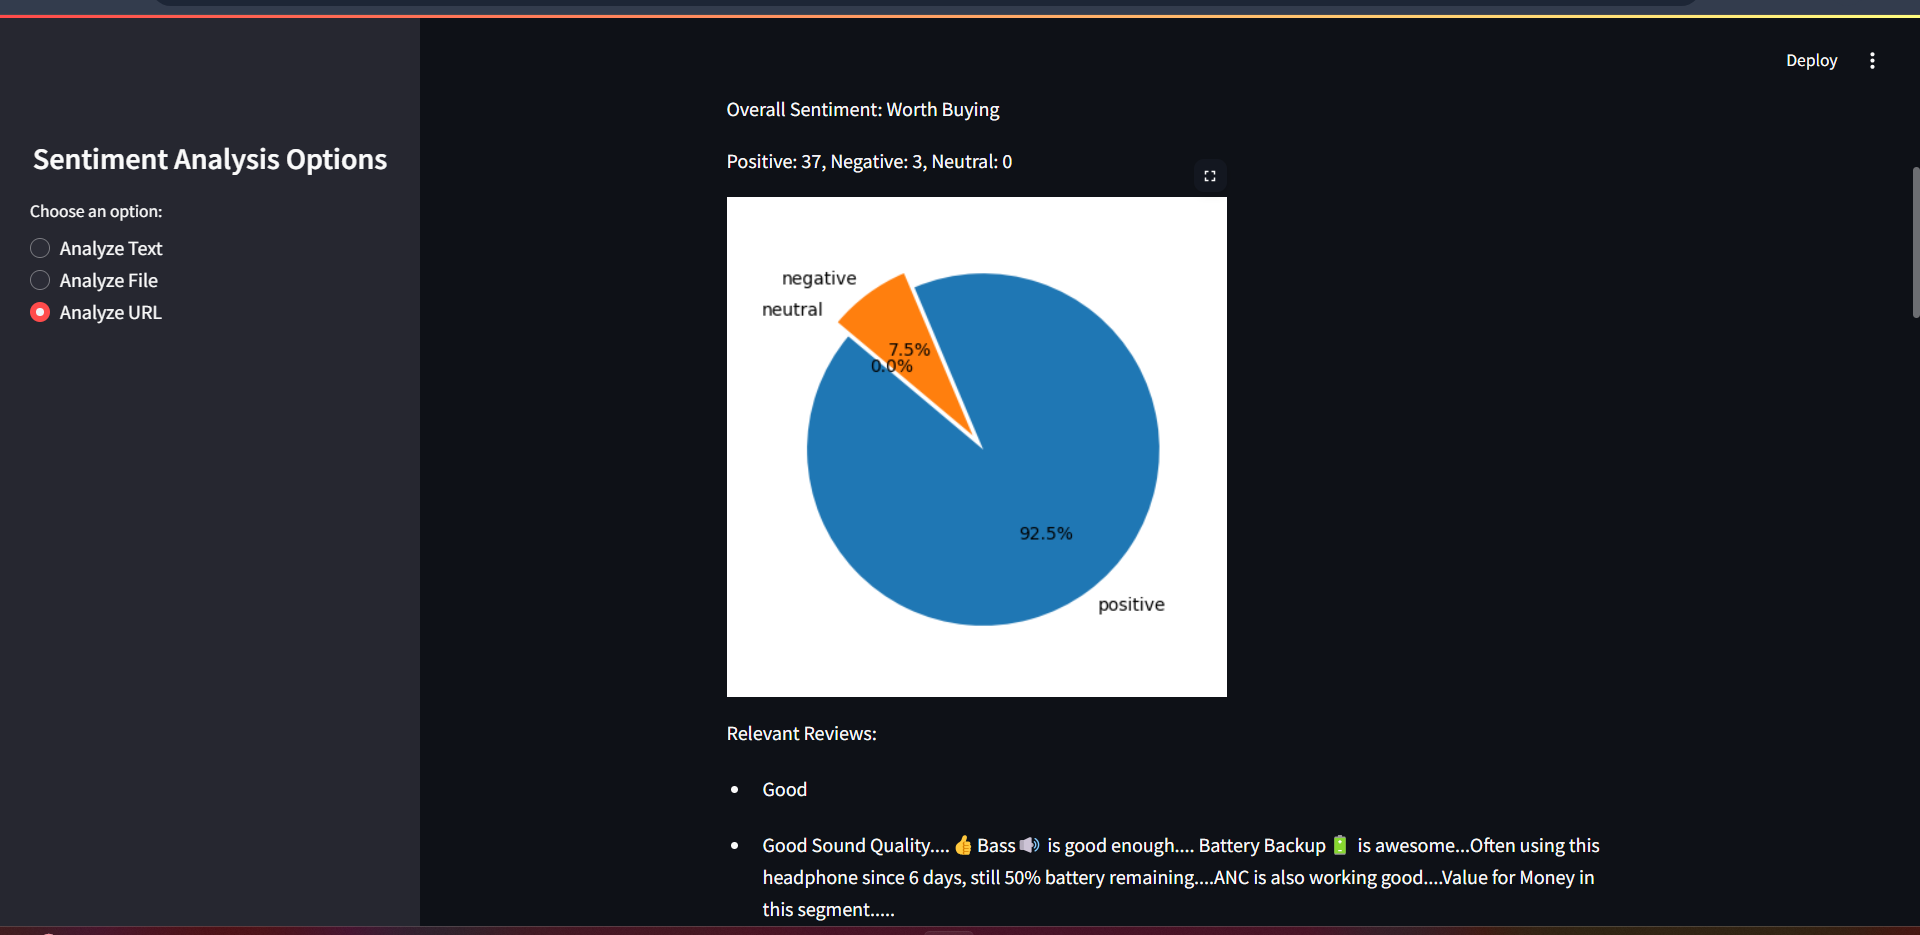 Deploy
Sentiment Analysis Options
Choose an option:
Analyze Text
Analyze File
Analyze URL
Overall Sentiment: Worth Buying
Positive: 37, Negative: 3, Neutral: 0
negative
neutral
7.5%
0.0%
92.5%
positive
Relevant Reviews:
Good
Good Sound Quality.... 👍 Bass🔊 is good enough.... Battery Backup 🔋 is awesome...Often using this
headphone since 6 days, still 50% battery remaining....ANC is also working good....Value for Money in
this segment.....